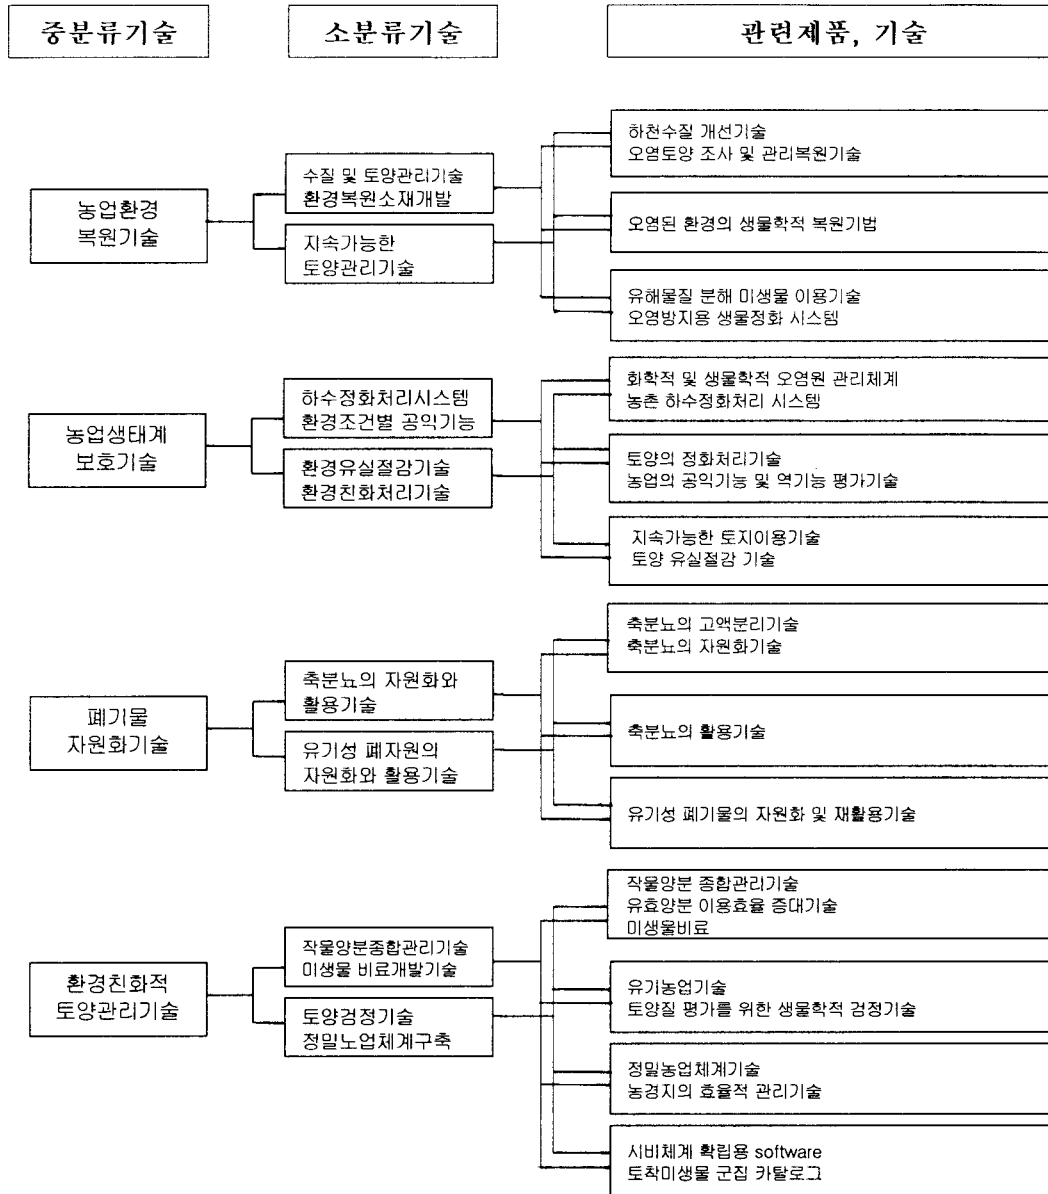 중분류기술
소분류기술
관련제품, 기술
농업환경
복원기술
수질 및 토양관리기술
환경복원소재개발
지속가능한
토양관리기술
하천수질 개선기술
오염토양 조사 및 관리복원기술
오염된 환경의 생물학적 복원기법
유해물질 분해 미생물 이용기술
오염방지용 생물정화 시스템
농업생태계
보호기술
하수정화처리시스템
환경조건별 공익기능
환경유실절감기술
환경친화처리기술
화학적 및 생물학적 오염원 관리체계
농촌 하수정화처리 시스템
토양의 정화처리기술
농업의 공익기능 및 역기능 평가기술
지속가능한 토지이용기술
토양 유실절감 기술
폐기물
자원화기술
축분뇨의 자원화와
활용기술
유기성 폐자원의
자원화와 활용기술
축분뇨의 고액분리기술
축분뇨의 자원화기술
축분뇨의 활용기술
유기성 폐기물의 자원화 및 재활용기술
환경친화적
토양관리기술
작물양분종합관리기술
미생물 비료개발기술
토양검정기술
정밀노업체계구축
작물양분 종합관리기술
유효양분 이용효율 증대기술
미생물비료
유기농업기술
토양질 평가를 위한 생물학적 검정기술
정밀농업체계기술
농경지의 효율적 관리기술
시비체계 확립용 software
토착미생물 군집 카탈로그